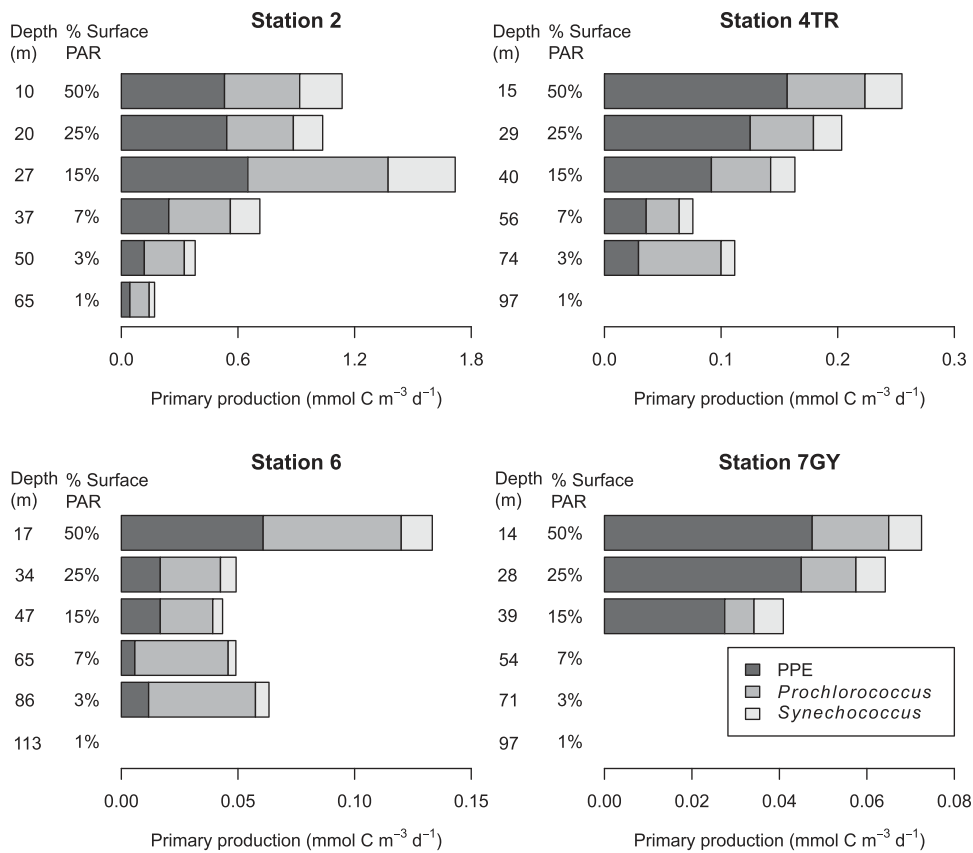 Station 2
Depth % Surface
(m) PAR
10 50%
20 25%
27 15%
37 7%
50 3%
65 1%
0.0 0.6 1.2 1.8
Primary production (mmol C m⁻³ d⁻¹)
Station 4TR
Depth % Surface
(m) PAR
15 50%
29 25%
40 15%
56 7%
74 3%
97 1%
0.0 0.1 0.2 0.3
Primary production (mmol C m⁻³ d⁻¹)
Station 6
Depth % Surface
(m) PAR
17 50%
34 25%
47 15%
65 7%
86 3%
113 1%
0.00 0.05 0.10 0.15
Primary production (mmol C m⁻³ d⁻¹)
Station 7GY
Depth % Surface
(m) PAR
14 50%
28 25%
39 15%
54 7%
71 3%
97 1%
PPE
Prochlorococcus
Synechococcus
0.00 0.02 0.04 0.06 0.08
Primary production (mmol C m⁻³ d⁻¹)